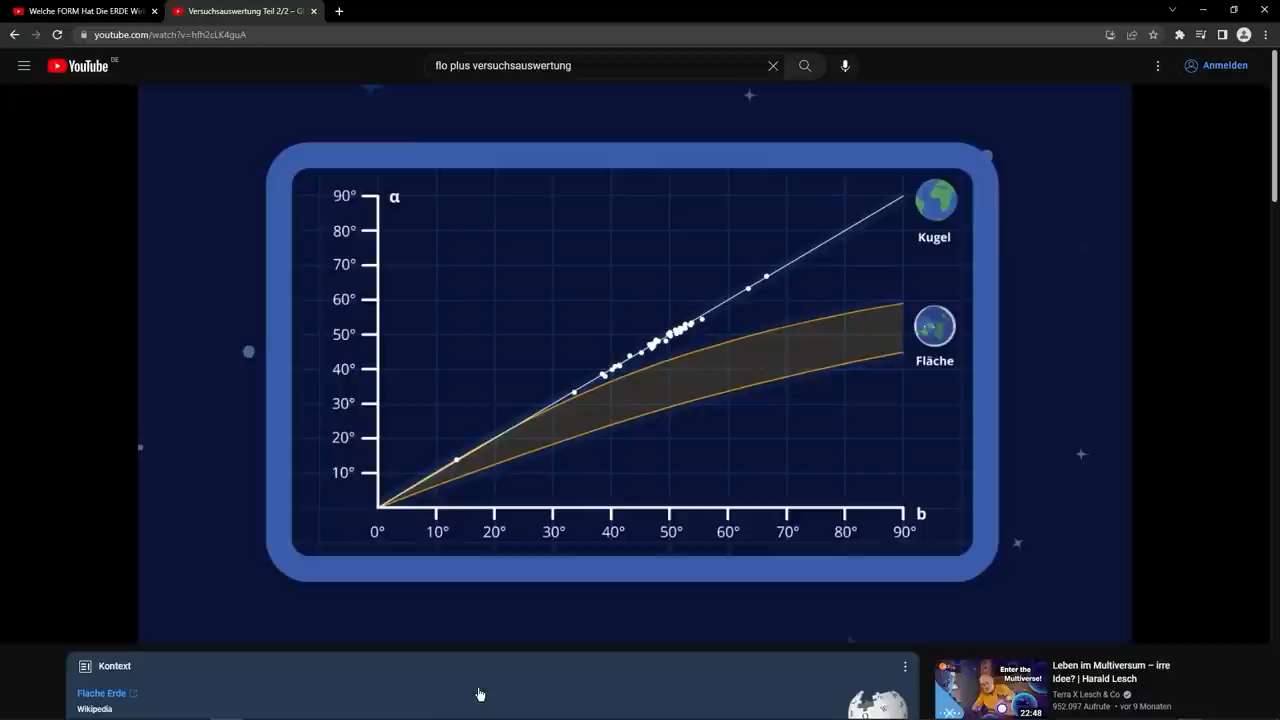 Welche FORM Hat Die ERDE Wir
Versuchsauswertung Teil 2/2 – G
youtube.com/watch?v=hfh2cLK4guA
YouTube DE
flo plus versuchsauswertung
Anmelden
90°
α
80°
70°
60°
50°
40°
30°
20°
10°
Kugel
Fläche
b
0° 10° 20° 30° 40° 50° 60° 70° 80° 90°
Kontext
Flache Erde
Wikipedia
Enter the
Multiverse!
22:48
Leben im Multiversum – irre
Idee? | Harald Lesch
Terra X Lesch & Co
952.097 Aufrufe • vor 9 Monaten